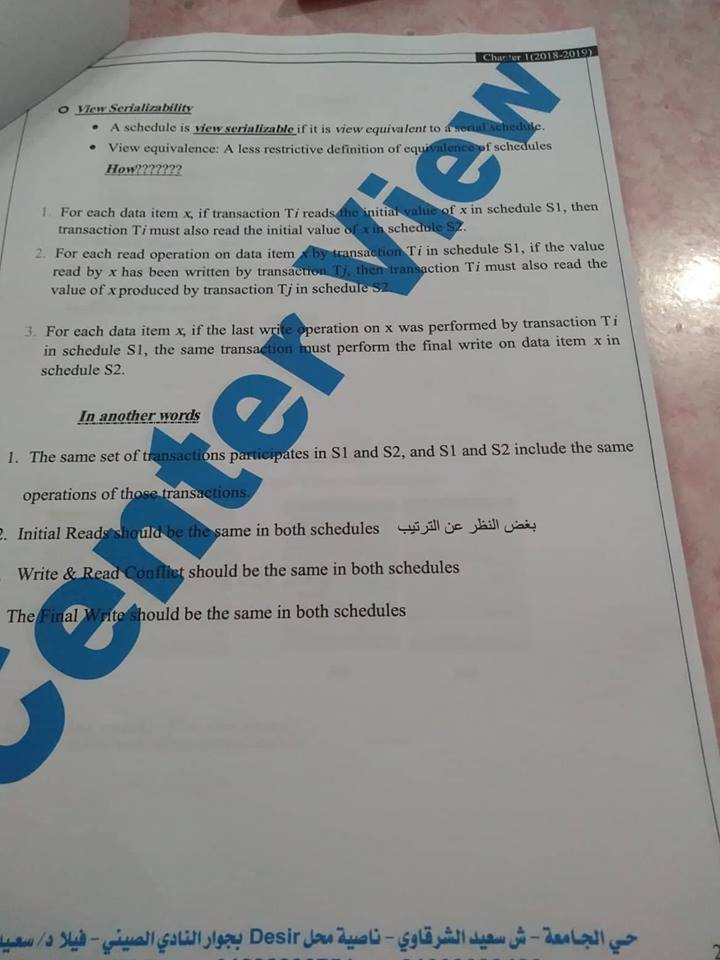 Chapter 1(2018-2019)
View Serializability
• A schedule is view serializable if it is view equivalent to a serial schedule.
• View equivalence: A less restrictive definition of equivalence of schedules
How???????
1. For each data item x, if transaction Ti reads the initial value of x in schedule S1, then
transaction Ti must also read the initial value of x in schedule S2.
2. For each read operation on data item x by transaction Ti in schedule S1, if the value
read by x has been written by transaction Tj, then transaction Ti must also read the
value of x produced by transaction Tj in schedule S2.
3. For each data item x, if the last write operation on x was performed by transaction Ti
in schedule S1, the same transaction must perform the final write on data item x in
schedule S2.
In another words
1. The same set of transactions participates in S1 and S2, and S1 and S2 include the same
operations of those transactions.
2. Initial Reads should be the same in both schedules بغض النظر عن الترتيب
Write & Read Conflict should be the same in both schedules
The Final Write should be the same in both schedules
Center View
حي الجامعة - ش سعيد الشرقاوي - ناصية محل Desir بجوار النادي الصيني - فيلا د/ سعيد